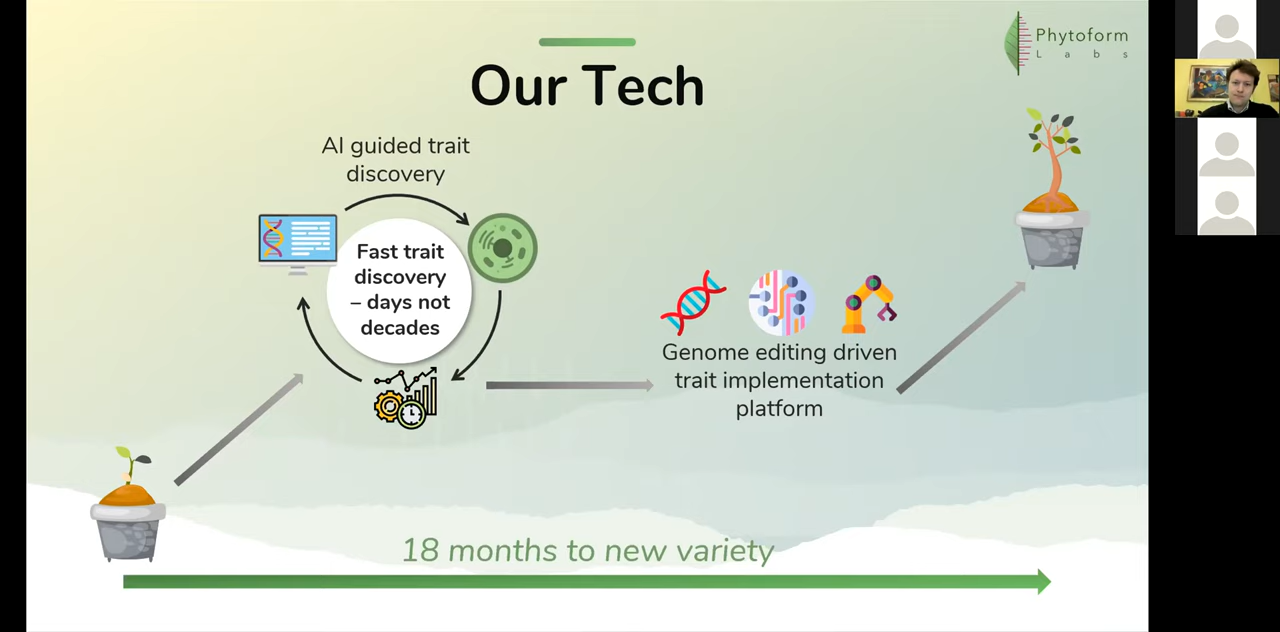 Phytoform
Labs
Our Tech
AI guided trait
discovery
Fast trait
discovery
– days not
decades
Genome editing driven
trait implementation
platform
18 months to new variety